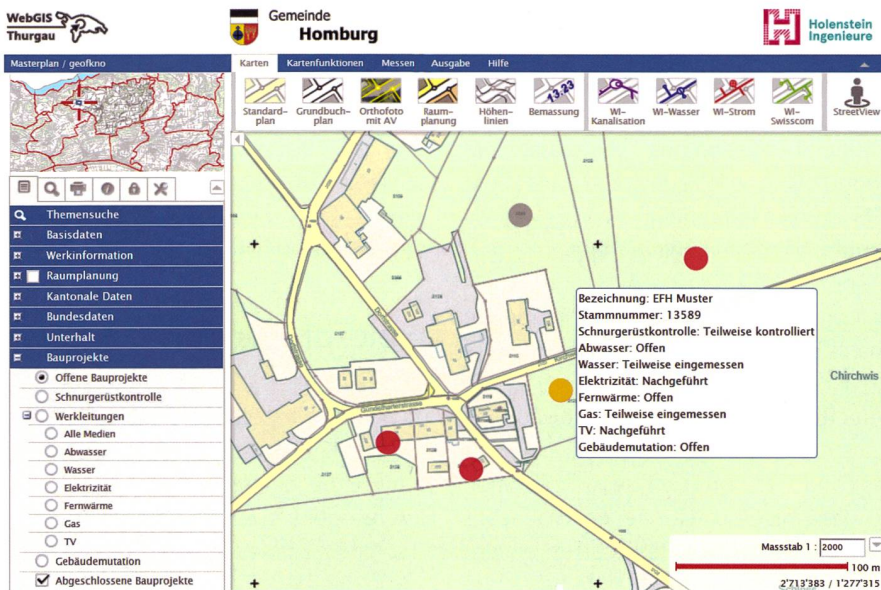 WebGIS
Thurgau
Gemeinde
Homburg
Holenstein
Ingenieure
Masterplan / geofkno
Karten
Kartenfunktionen
Messen
Ausgabe
Hilfe
Standard-
plan
Grundbuch-
plan
Orthofoto
mit AV
Raum-
planung
Höhen-
linien
13.23
Bemassung
WI-
Kanalisation
WI-Wasser
WI-Strom
WI-
Swisscom
StreetView
Themensuche
Basisdaten
Werkinformation
Raumplanung
Kantonale Daten
Bundesdaten
Unterhalt
Bauprojekte
Offene Bauprojekte
Schnurgerüstkontrolle
Werkleitungen
Alle Medien
Abwasser
Wasser
Elektrizität
Fernwärme
Gas
TV
Gebäudemutation
Abgeschlossene Bauprojekte
Bezeichnung: EFH Muster
Stammnummer: 13589
Schnurgerüstkontrolle: Teilweise kontrolliert
Abwasser: Offen
Wasser: Teilweise eingemessen
Elektrizität: Nachgeführt
Fernwärme: Offen
Gas: Teilweise eingemessen
TV: Nachgeführt
Gebäudemutation: Offen
Chirchwis
Massstab 1 : 2000
100 m
2'713'383 / 1'277'315